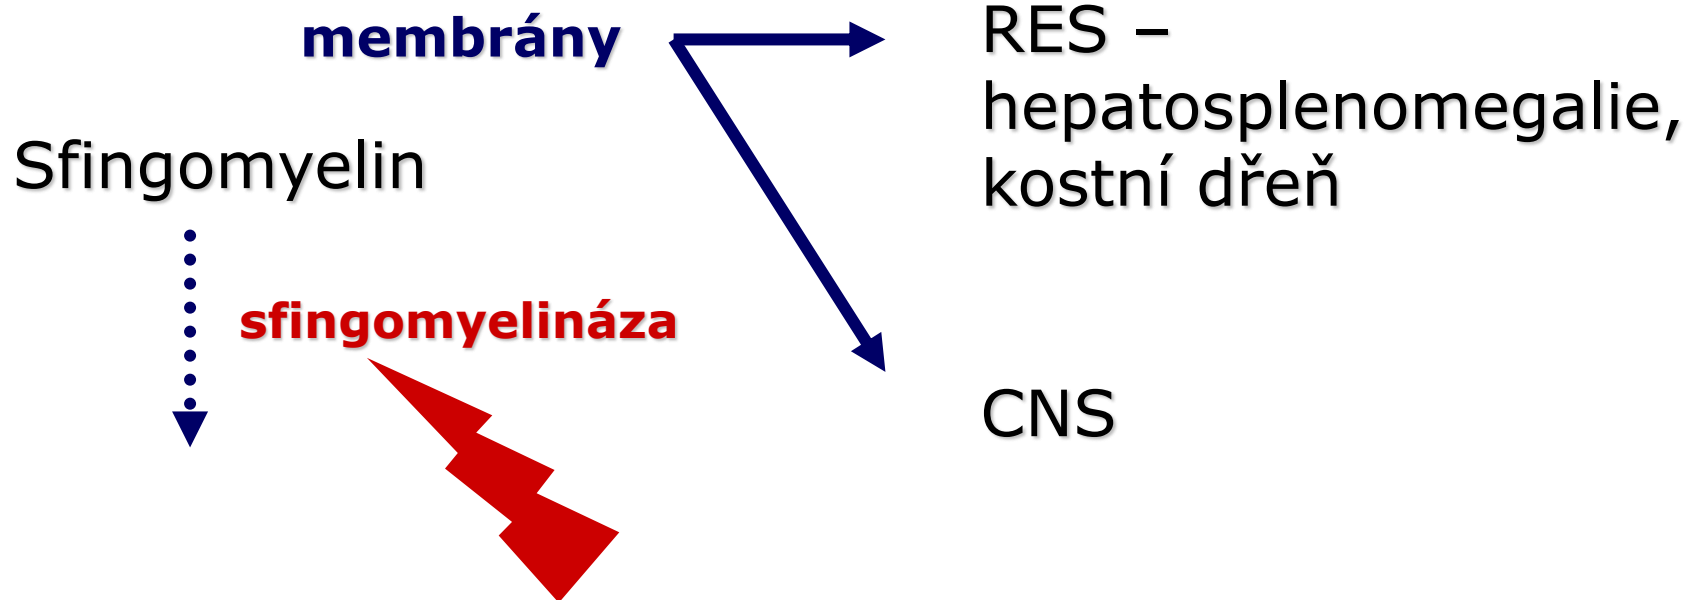 membrány
RES –
hepatosplenomegalie,
kostní dřeň
Sfingomyelin
sfingomyelináza
CNS